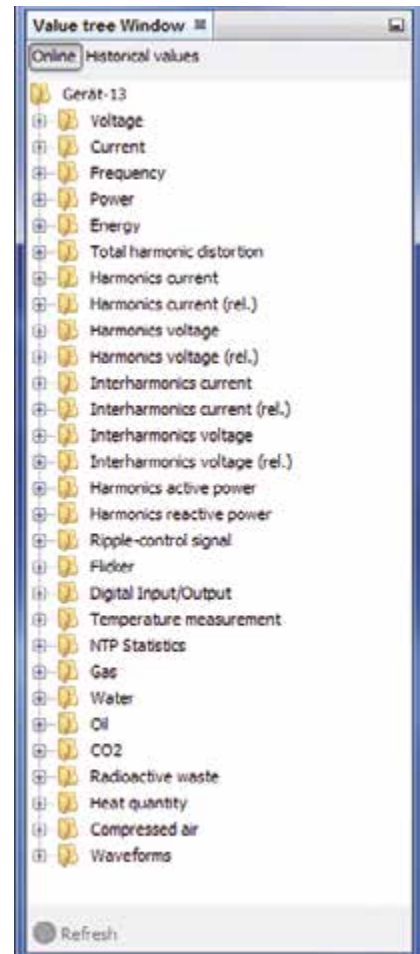 Value tree Window
Online Historical values
Gerät-13
Voltage
Current
Frequency
Power
Energy
Total harmonic distortion
Harmonics current
Harmonics current (rel.)
Harmonics voltage
Harmonics voltage (rel.)
Interharmonics current
Interharmonics current (rel.)
Interharmonics voltage
Interharmonics voltage (rel.)
Harmonics active power
Harmonics reactive power
Ripple-control signal
Flicker
Digital Input/Output
Temperature measurement
NTP Statistics
Gas
Water
Oil
CO2
Radioactive waste
Heat quantity
Compressed air
Waveforms
Refresh